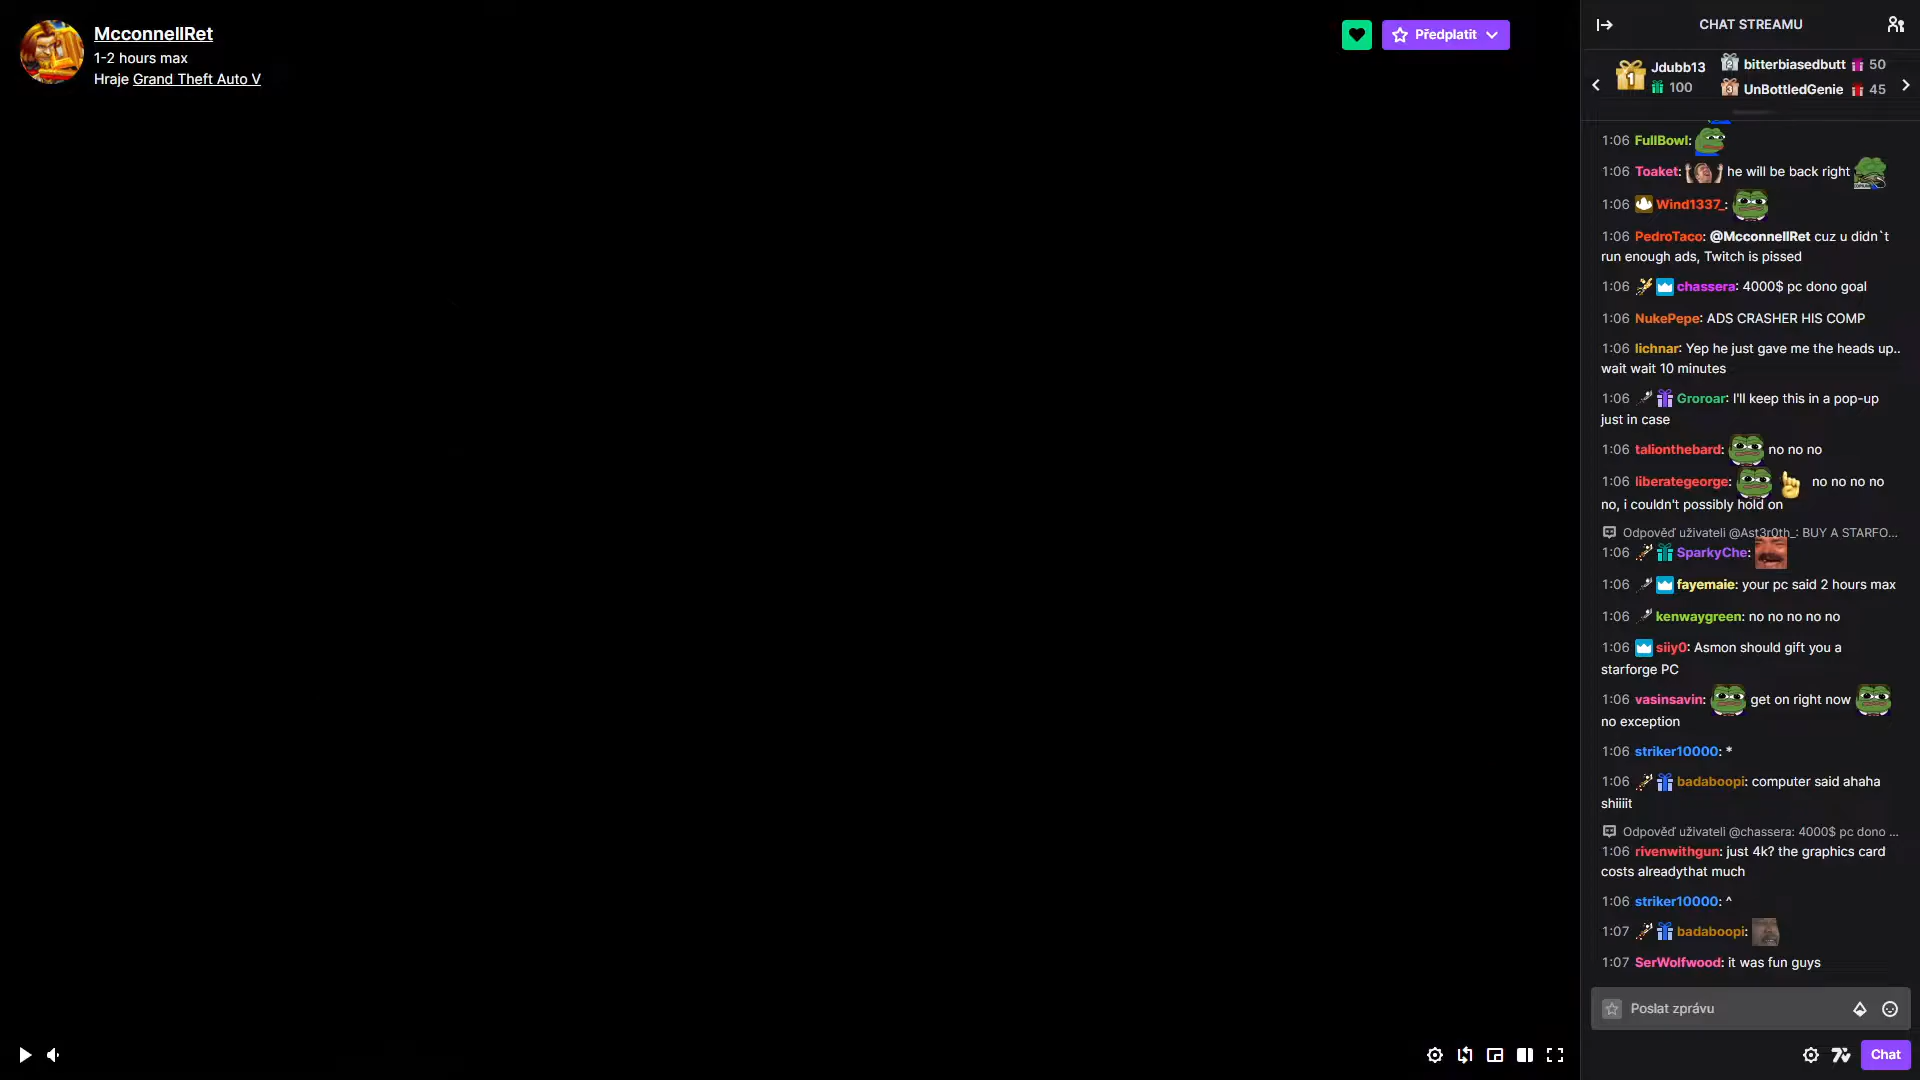 McconnellRet
1-2 hours max
Hraje Grand Theft Auto V
Předplatit
CHAT STREAMU
1
Jdubb13
100
2 bitterbiasedbutt 50
3 UnBottledGenie 45
1:06 FullBowl:
1:06 Toaket: he will be back right
1:06 Wind1337_:
1:06 PedroTaco: @McconnellRet cuz u didn`t
run enough ads, Twitch is pissed
1:06 chassera: 4000$ pc dono goal
1:06 NukePepe: ADS CRASHER HIS COMP
1:06 lichnar: Yep he just gave me the heads up..
wait wait 10 minutes
1:06 Groroar: I'll keep this in a pop-up
just in case
1:06 talionthebard: no no no
1:06 liberategeorge: no no no no
no, i couldn't possibly hold on
Odpověď uživateli @Ast3r0th_: BUY A STARFO...
1:06 SparkyChe:
1:06 fayemaie: your pc said 2 hours max
1:06 kenwaygreen: no no no no no
1:06 siiy0: Asmon should gift you a
starforge PC
1:06 vasinsavin: get on right now
no exception
1:06 striker10000: *
1:06 badaboopi: computer said ahaha
shiiiit
Odpověď uživateli @chassera: 4000$ pc dono ...
1:06 rivenwithgun: just 4k? the graphics card
costs alreadythat much
1:06 striker10000: ^
1:07 badaboopi:
1:07 SerWolfwood: it was fun guys
Poslat zprávu
Chat